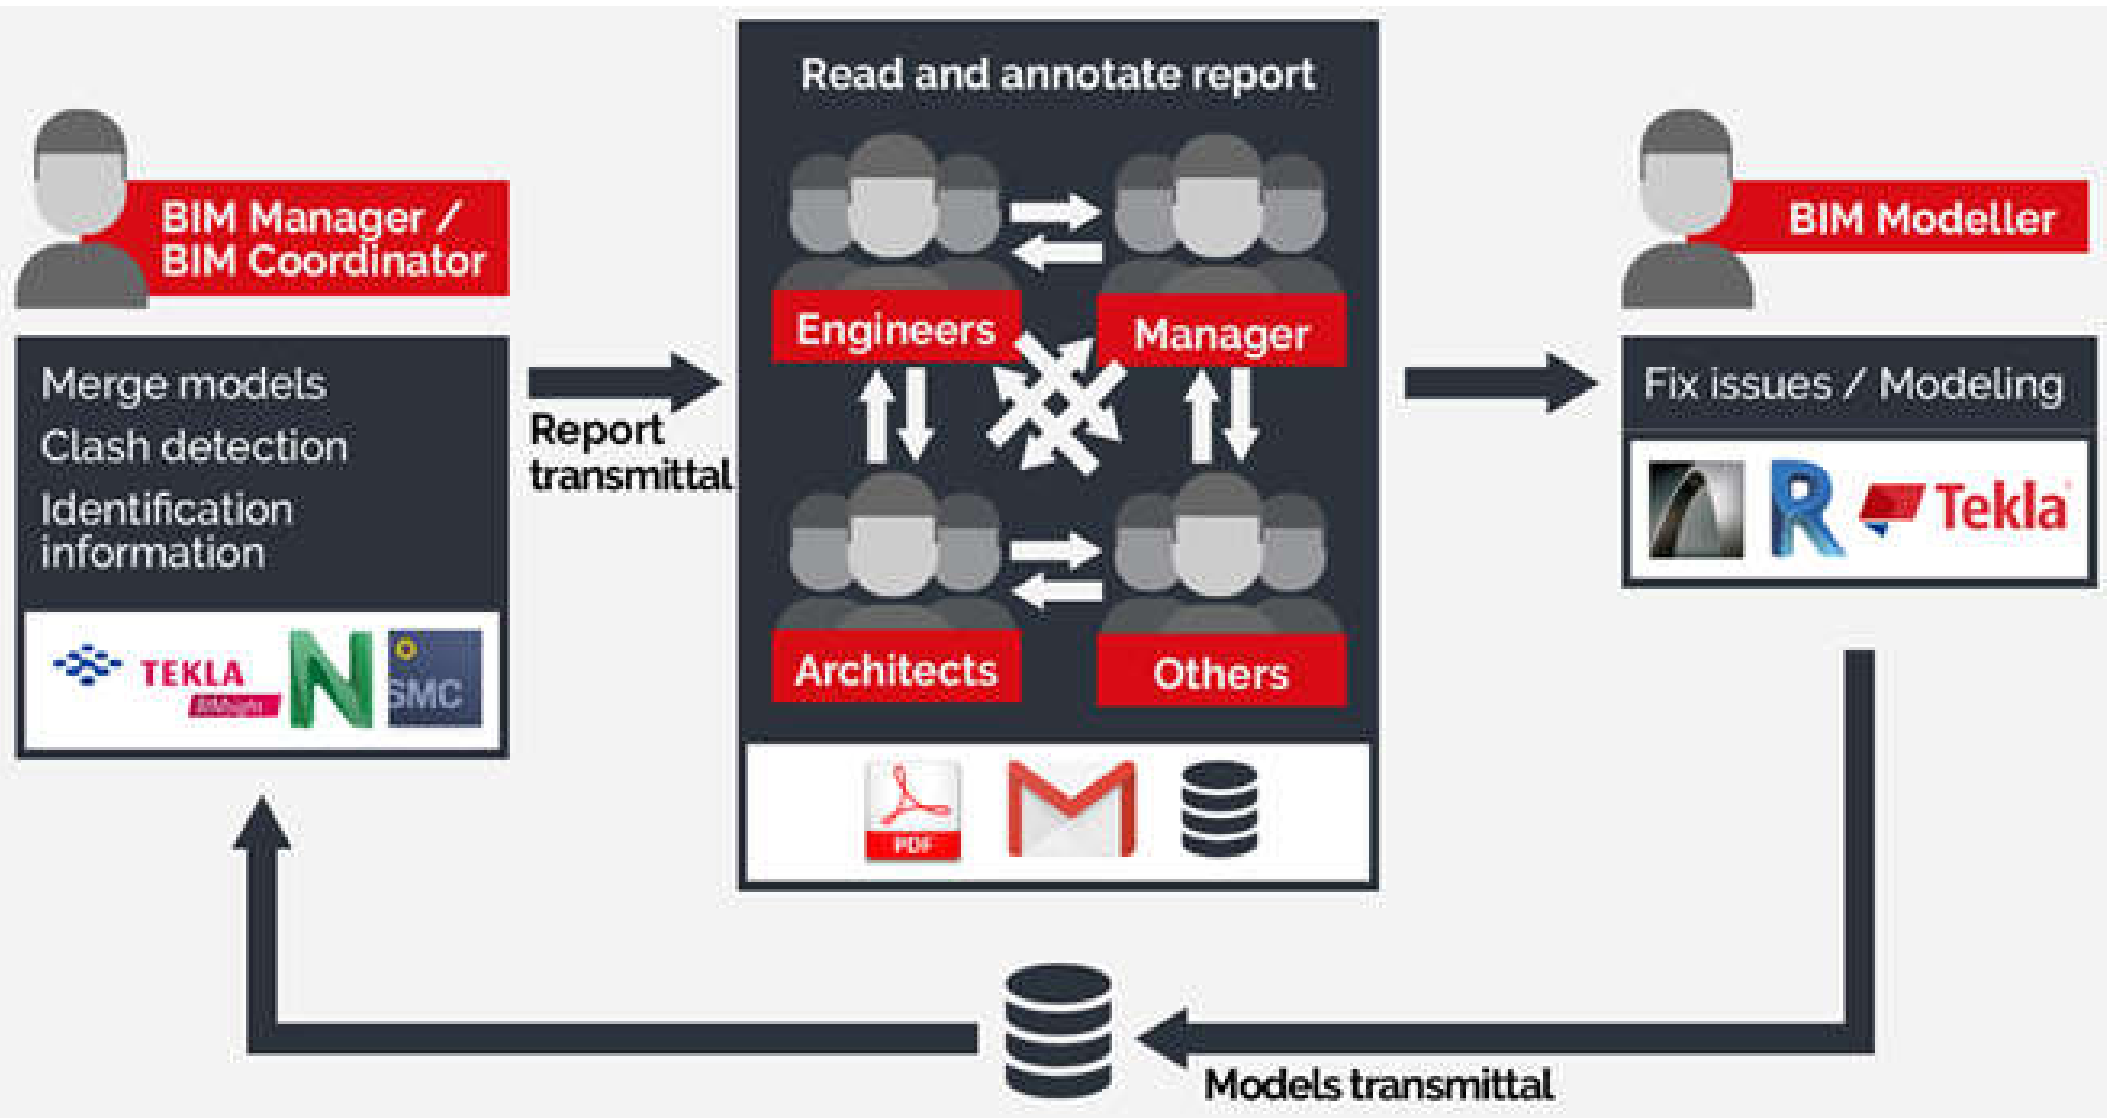 Read and annotate report
BIM Manager /
BIM Coordinator
Merge models
Clash detection
Identification
information
TEKLA
BIMsight
N
SMC
Report
transmittal
Engineers
Manager
Architects
Others
PDF
BIM Modeller
Fix issues / Modeling
R
Tekla
Models transmittal